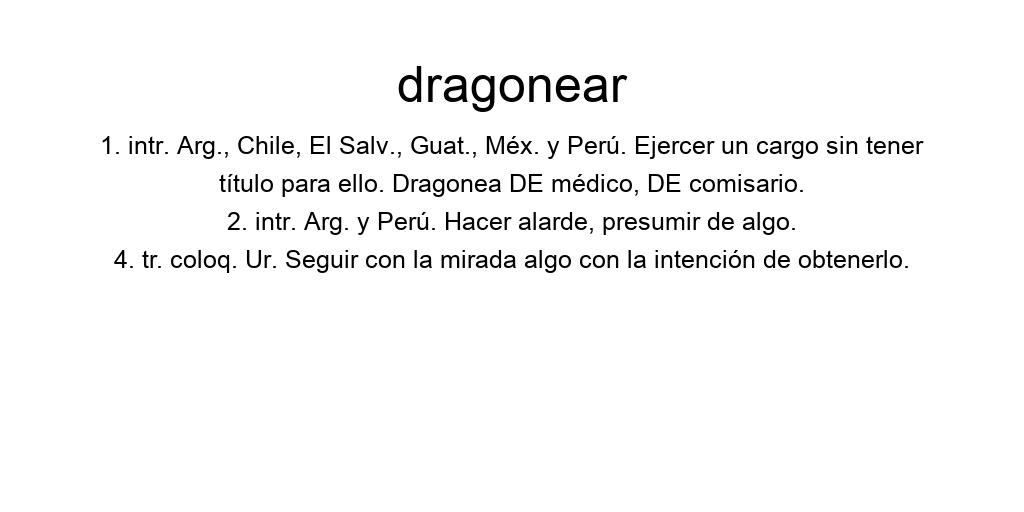 dragonear
1. intr. Arg., Chile, El Salv., Guat., Méx. y Perú. Ejercer un cargo sin tener
título para ello. Dragonea DE médico, DE comisario.
2. intr. Arg. y Perú. Hacer alarde, presumir de algo.
4. tr. coloq. Ur. Seguir con la mirada algo con la intención de obtenerlo.